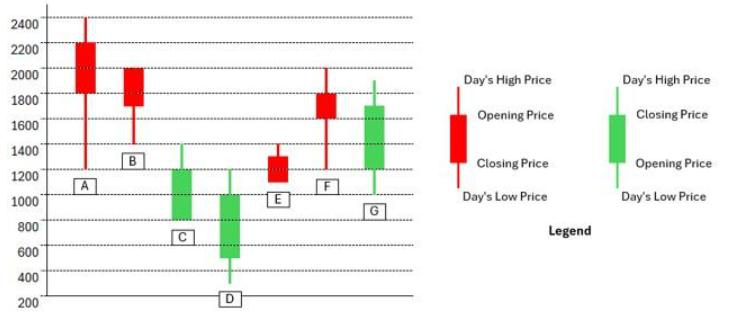 2400
2200
2000
1800
1600
1400
1200
1000
800
600
400
200
A
B
C
D
E
F
G
Day's High Price
Opening Price
Closing Price
Day's Low Price
Day's High Price
Closing Price
Opening Price
Day's Low Price
Legend